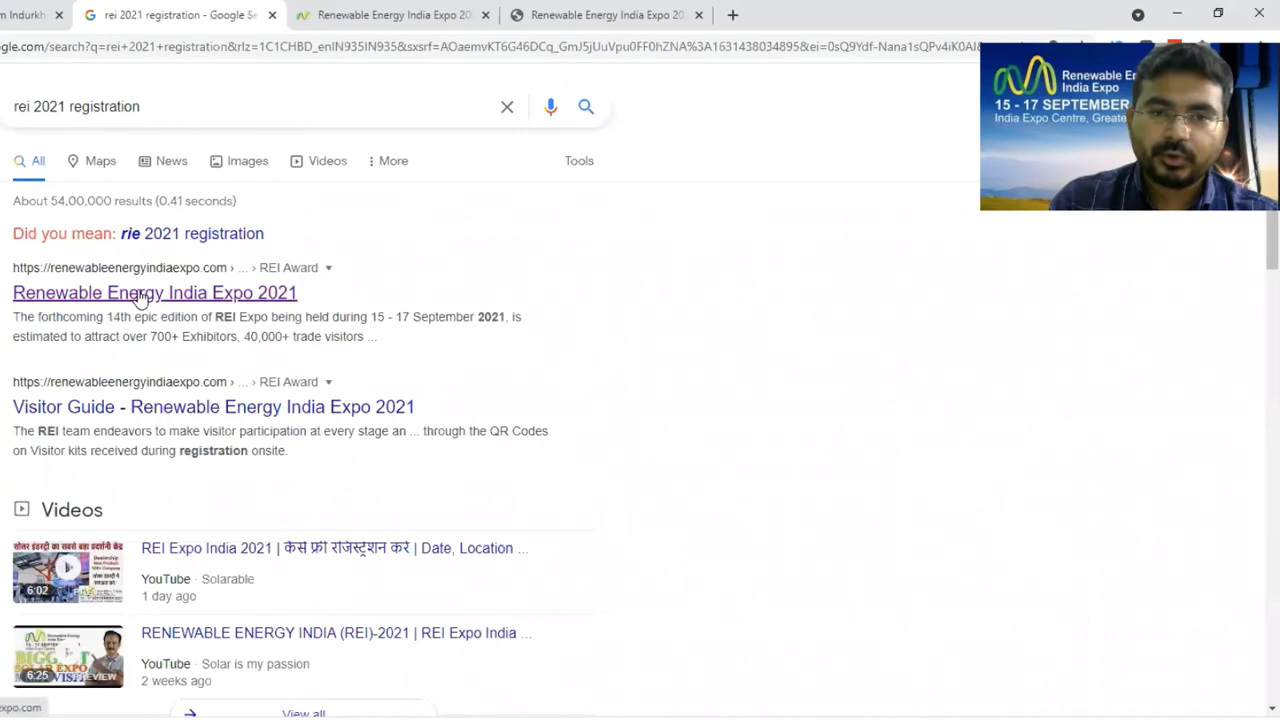 m Indurkh
rei 2021 registration - Google Se
Renewable Energy India Expo 20
Renewable Energy India Expo 20
gle.com/search?q=rei+2021+registration&rlz=1C1CHBD_enIN935IN935&sxsrf=
Renewable E
India Expo
15 - 17 SEPTEMBER
India Expo Centre, Greate
rei 2021 registration
All
Maps
News
Images
Videos
More
Tools
About 54,00,000 results (0.41 seconds)
Did you mean: rie 2021 registration
https://renewableenergyindiaexpo.com › ... › REI Award
Renewable Energy India Expo 2021
The forthcoming 14th epic edition of REI Expo being held during 15 - 17 September 2021, is
estimated to attract over 700+ Exhibitors, 40,000+ trade visitors ...
https://renewableenergyindiaexpo.com › ... › REI Award
Visitor Guide - Renewable Energy India Expo 2021
The REI team endeavors to make visitor participation at every stage an ... through the QR Codes
on Visitor kits received during registration onsite.
Videos
REI Expo India 2021 | कैसे फ्री रजिस्ट्रेशन करे | Date, Location ...
YouTube · Solarable
1 day ago
6:02
RENEWABLE ENERGY INDIA (REI)-2021 | REI Expo India ...
YouTube · Solar is my passion
2 weeks ago
6:25
PREVIEW
View all
expo.com